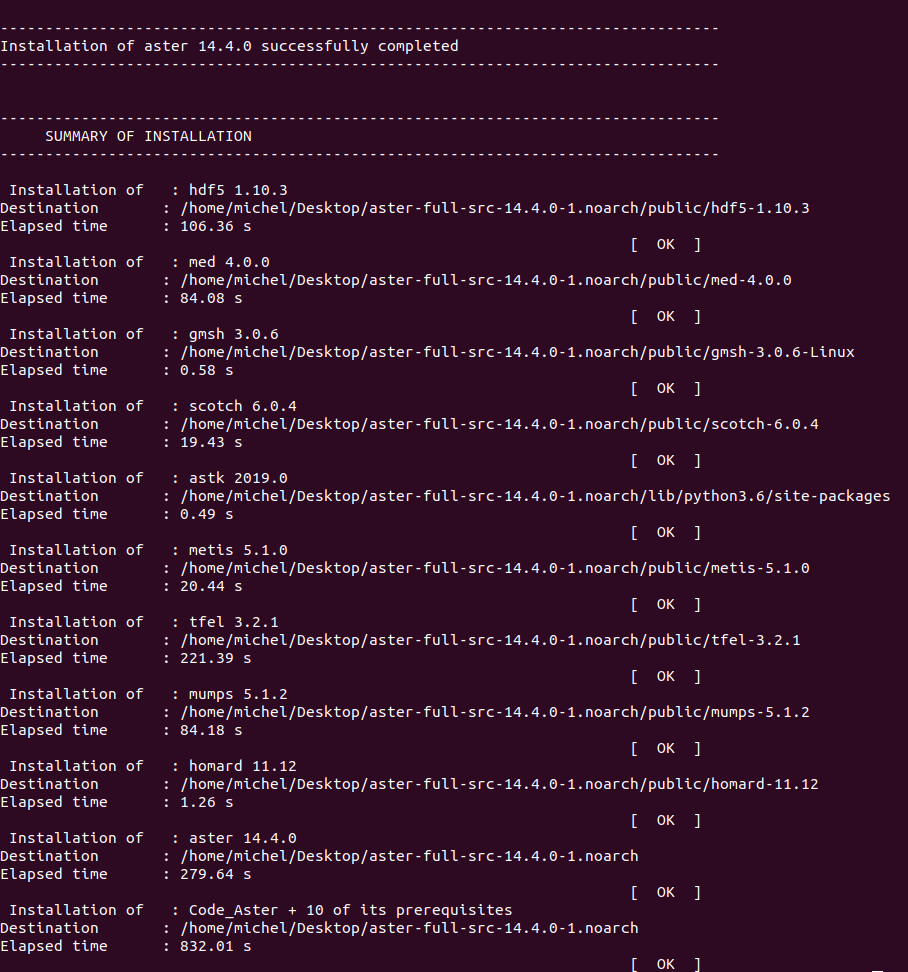 --------------------------------------------------------------------------------
Installation of aster 14.4.0 successfully completed
--------------------------------------------------------------------------------
--------------------------------------------------------------------------------
     SUMMARY OF INSTALLATION
--------------------------------------------------------------------------------
 Installation of   : hdf5 1.10.3
Destination       : /home/michel/Desktop/aster-full-src-14.4.0-1.noarch/public/hdf5-1.10.3
Elapsed time      : 106.36 s
[  OK  ]
 Installation of   : med 4.0.0
Destination       : /home/michel/Desktop/aster-full-src-14.4.0-1.noarch/public/med-4.0.0
Elapsed time      : 84.08 s
[  OK  ]
 Installation of   : gmsh 3.0.6
Destination       : /home/michel/Desktop/aster-full-src-14.4.0-1.noarch/public/gmsh-3.0.6-Linux
Elapsed time      : 0.58 s
[  OK  ]
 Installation of   : scotch 6.0.4
Destination       : /home/michel/Desktop/aster-full-src-14.4.0-1.noarch/public/scotch-6.0.4
Elapsed time      : 19.43 s
[  OK  ]
 Installation of   : astk 2019.0
Destination       : /home/michel/Desktop/aster-full-src-14.4.0-1.noarch/lib/python3.6/site-packages
Elapsed time      : 0.49 s
[  OK  ]
 Installation of   : metis 5.1.0
Destination       : /home/michel/Desktop/aster-full-src-14.4.0-1.noarch/public/metis-5.1.0
Elapsed time      : 20.44 s
[  OK  ]
 Installation of   : tfel 3.2.1
Destination       : /home/michel/Desktop/aster-full-src-14.4.0-1.noarch/public/tfel-3.2.1
Elapsed time      : 221.39 s
[  OK  ]
 Installation of   : mumps 5.1.2
Destination       : /home/michel/Desktop/aster-full-src-14.4.0-1.noarch/public/mumps-5.1.2
Elapsed time      : 84.18 s
[  OK  ]
 Installation of   : homard 11.12
Destination       : /home/michel/Desktop/aster-full-src-14.4.0-1.noarch/public/homard-11.12
Elapsed time      : 1.26 s
[  OK  ]
 Installation of   : aster 14.4.0
Destination       : /home/michel/Desktop/aster-full-src-14.4.0-1.noarch
Elapsed time      : 279.64 s
[  OK  ]
 Installation of   : Code_Aster + 10 of its prerequisites
Destination       : /home/michel/Desktop/aster-full-src-14.4.0-1.noarch
Elapsed time      : 832.01 s
[  OK  ]